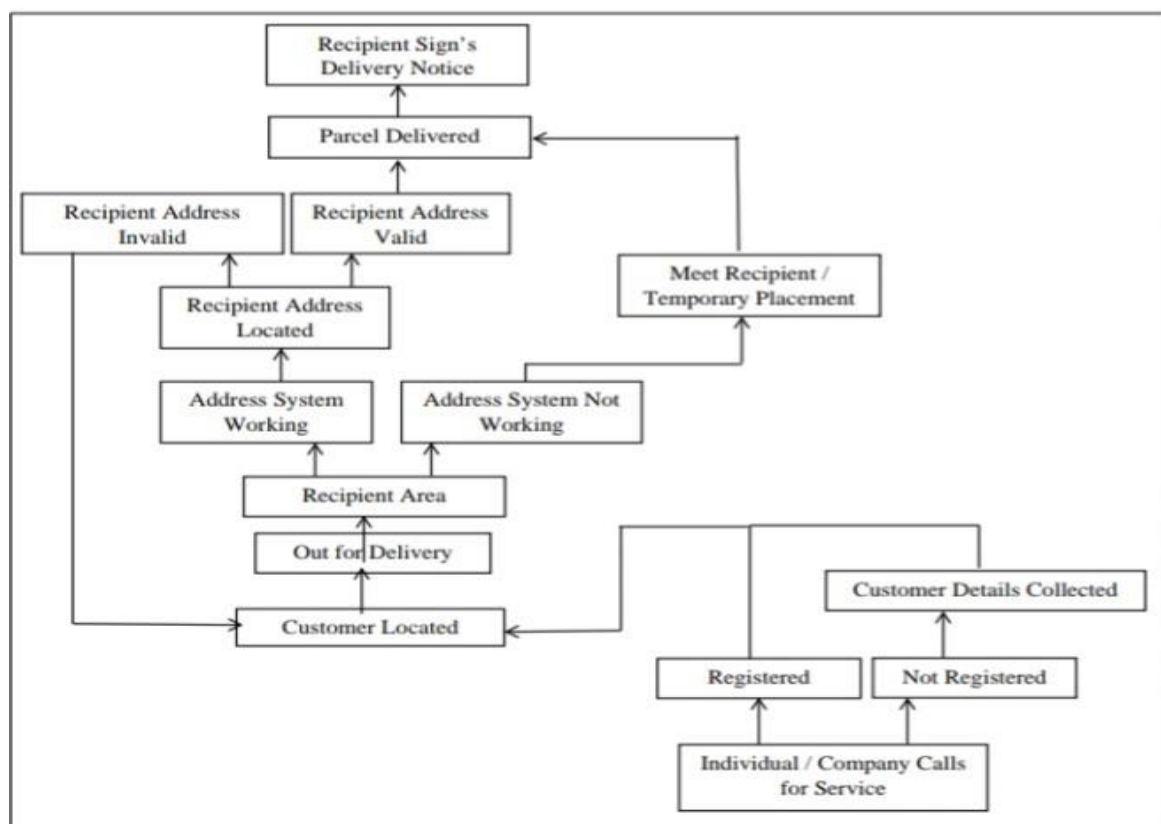 Recipient Sign's
Delivery Notice
Parcel Delivered
Recipient Address
Invalid
Recipient Address
Valid
Meet Recipient /
Temporary Placement
Recipient Address
Located
Address System
Working
Address System Not
Working
Recipient Area
Out for Delivery
Customer Details Collected
Customer Located
Registered
Not Registered
Individual / Company Calls
for Service